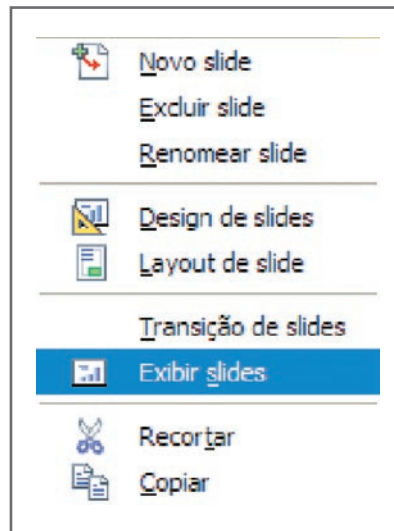 Novo slide
Excluir slide
Renomear slide
Design de slides
Layout de slide
Transição de slides
Exibir slides
Recortar
Copiar